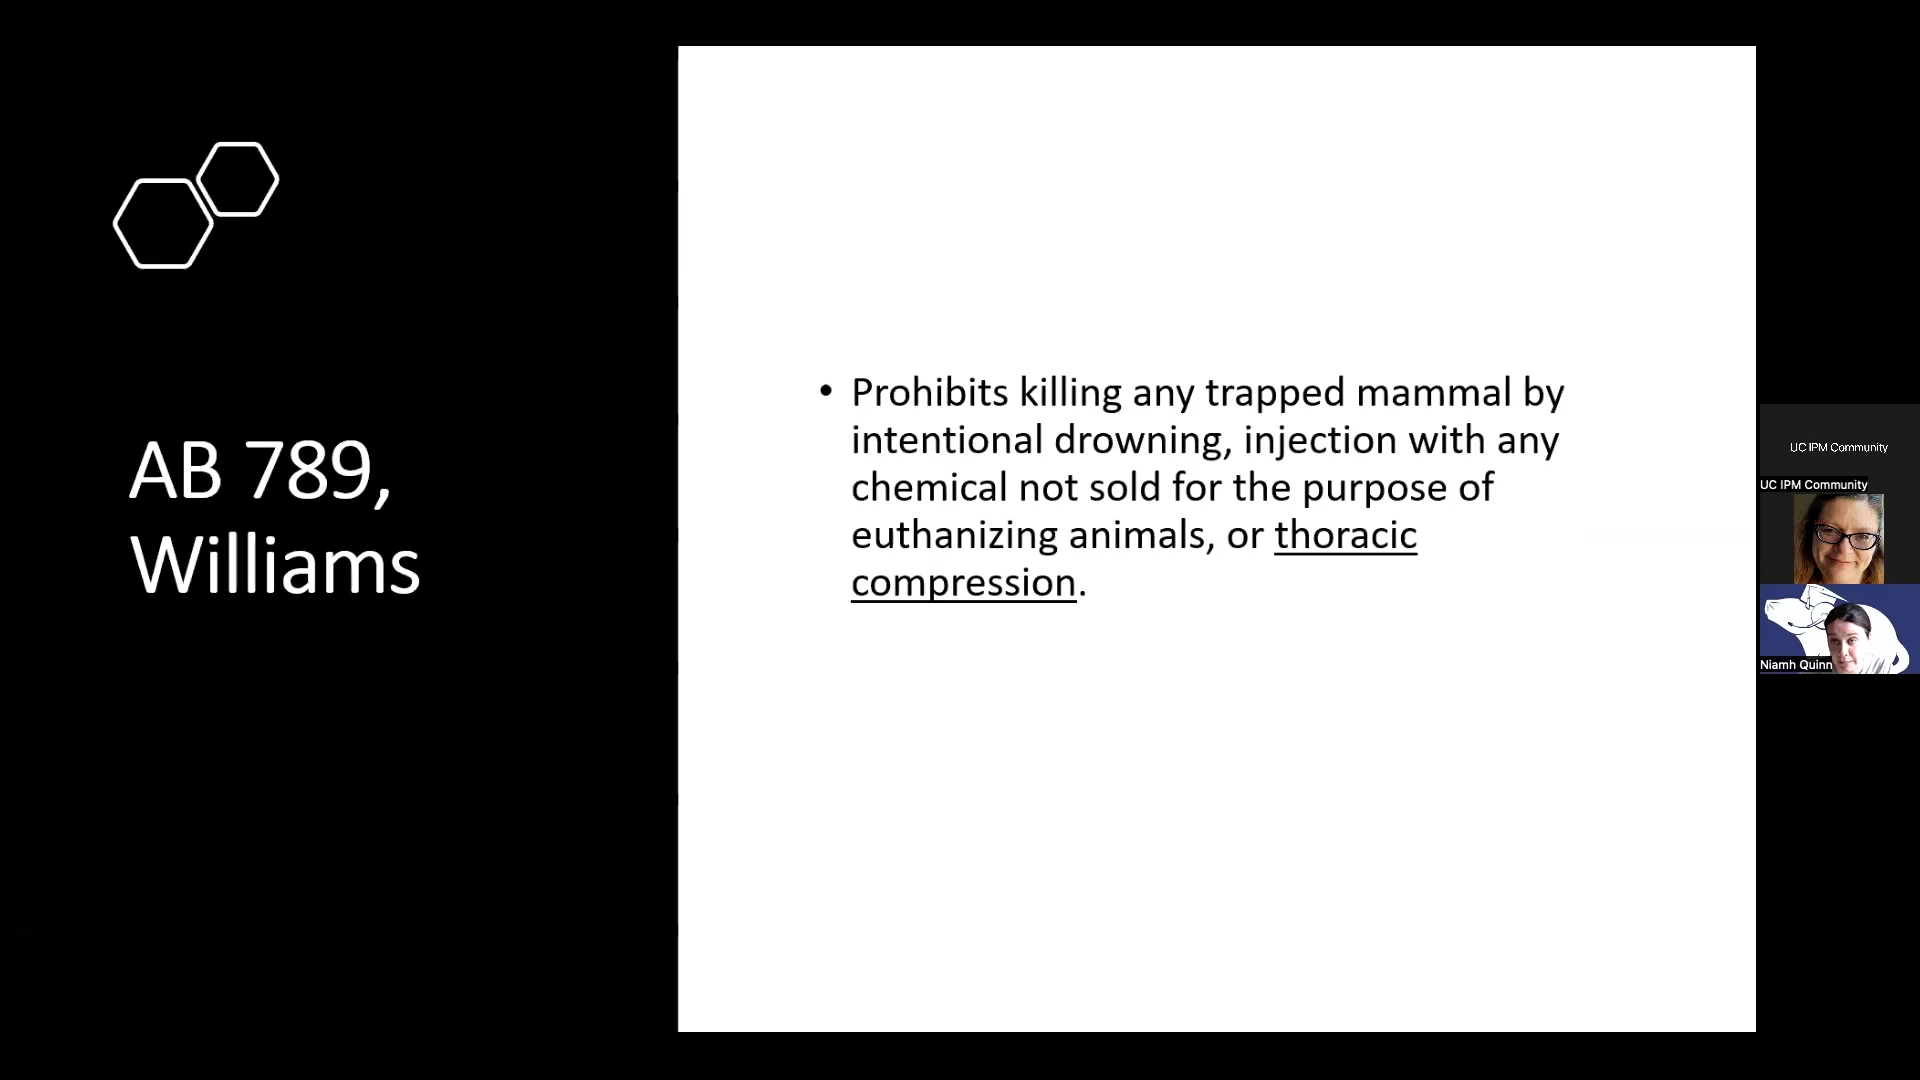 AB 789,
Williams
• Prohibits killing any trapped mammal by
intentional drowning, injection with any
chemical not sold for the purpose of
euthanizing animals, or thoracic
compression.
UC IPM Community
UC IPM Community
Niamh Quinn